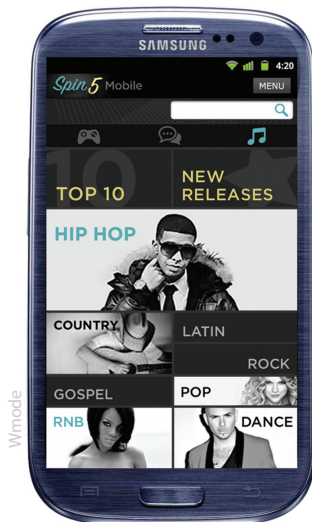 SAMSUNG
4:20
Spin 5 Mobile
MENU
10
TOP 10
NEW
RELEASES
HIP HOP
COUNTRY
LATIN
ROCK
GOSPEL
POP
RNB
DANCE
Wmode